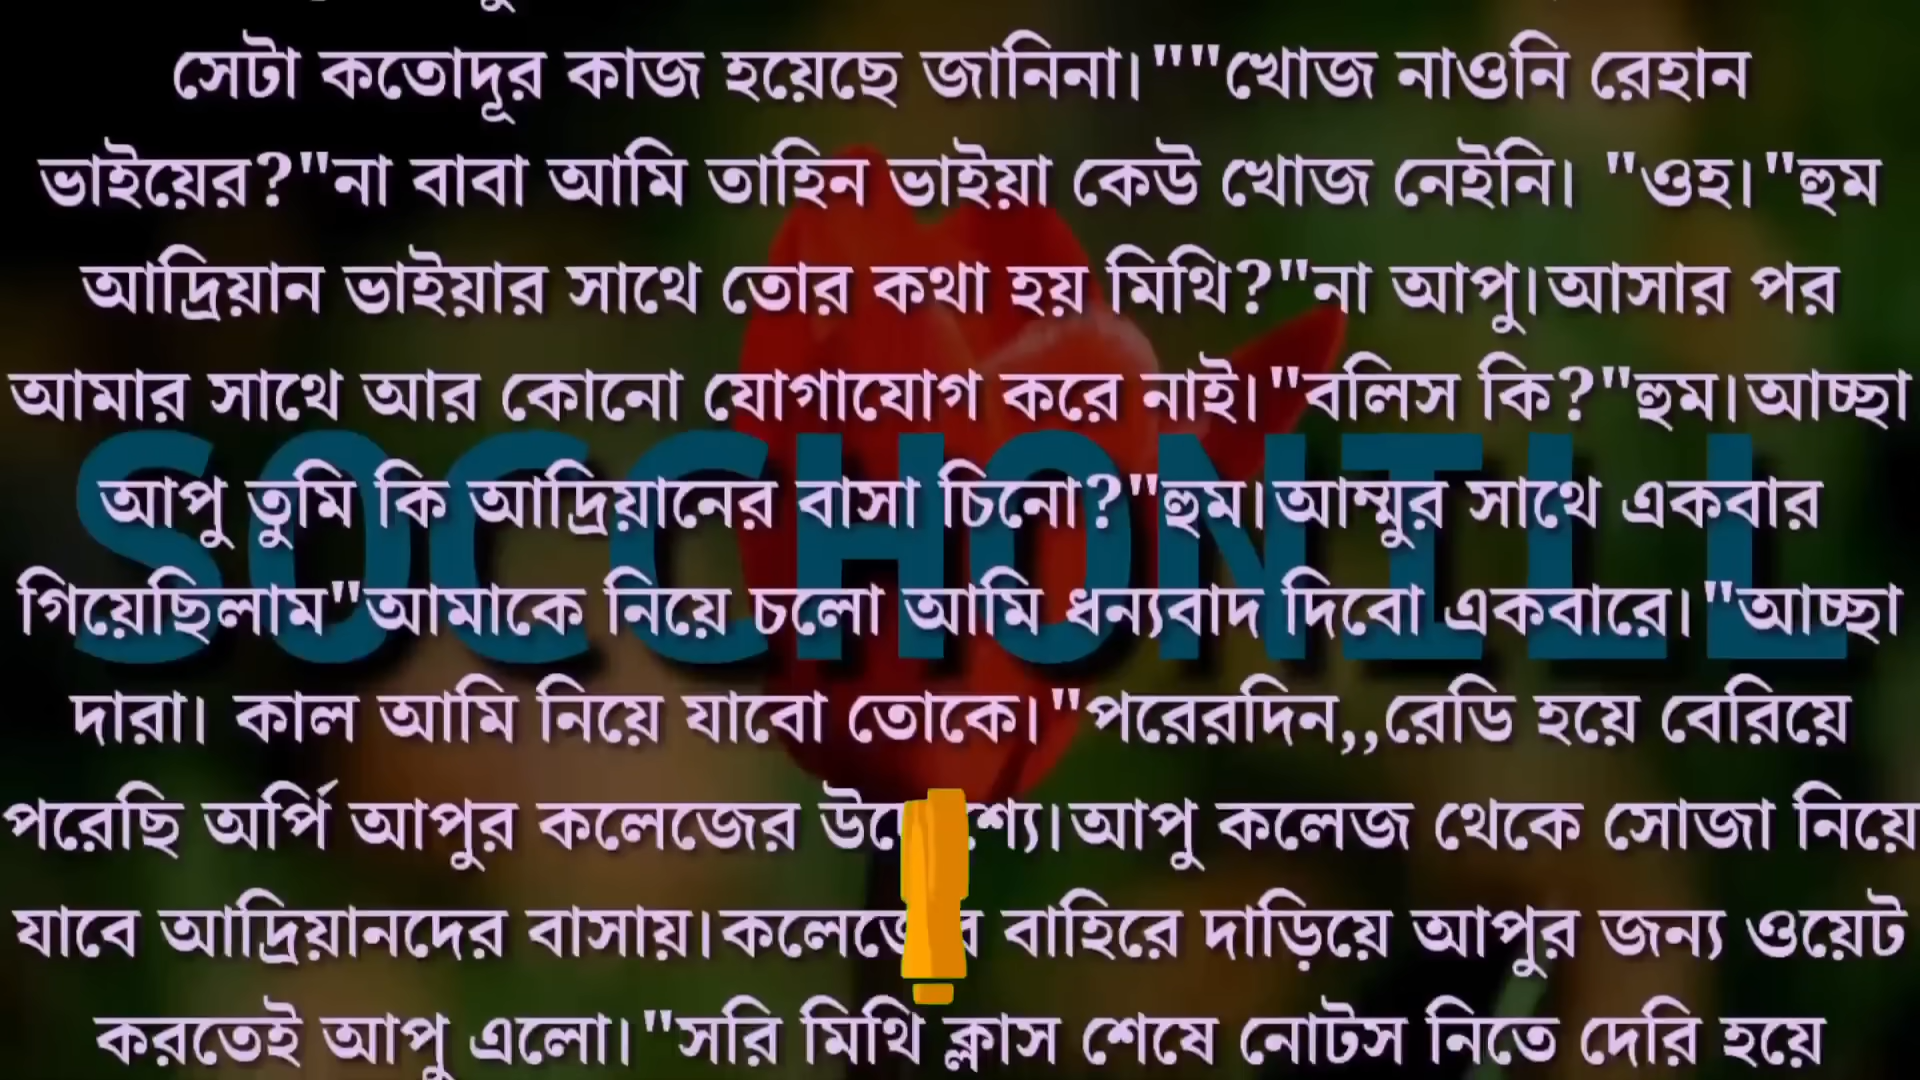 সেটা কতোদূর কাজ হয়েছে জানিনা।""খোজ নাওনি রেহান
ভাইয়ের?"না বাবা আমি তাহিন ভাইয়া কেউ খোজ নেইনি। "ওহ।"হুম
আদ্রিয়ান ভাইয়ার সাথে তোর কথা হয় মিথি?"না আপু।আসার পর
আমার সাথে আর কোনো যোগাযোগ করে নাই।"বলিস কি?"হুম।আচ্ছা
আপু তুমি কি আদ্রিয়ানের বাসা চিনো?"হুম।আম্মুর সাথে একবার
গিয়েছিলাম"আমাকে নিয়ে চলো আমি ধন্যবাদ দিবো একবারে। "আচ্ছা
SOCCHONILL
দারা। কাল আমি নিয়ে যাবো তোকে।"পরেরদিন,,রেডি হয়ে বেরিয়ে
পরেছি অর্পি আপুর কলেজের আপু কলেজ থেকে সোজা নিয়ে
যাবে আদ্রিয়ানদের বাসায়।কলেজের বাহিরে দাড়িয়ে আপুর জন্য ওয়েট
করতেই আপু এলো।"সরি মিথি ক্লাস শেষে নোটস নিতে দেরি হয়ে